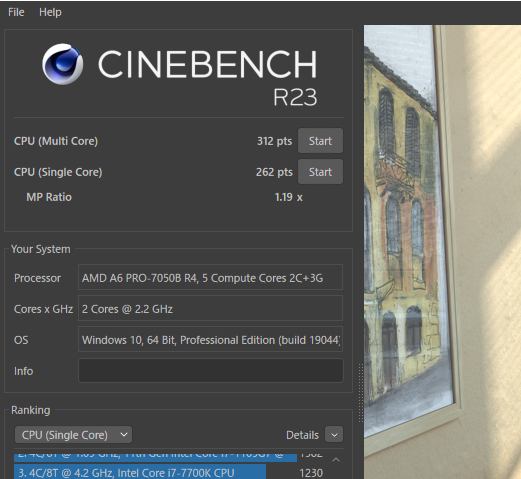 File Help
CINEBENCH
R23
CPU (Multi Core) 312 pts Start
CPU (Single Core) 262 pts Start
MP Ratio 1.19 x
Your System
Processor AMD A6 PRO-7050B R4, 5 Compute Cores 2C+3G
Cores x GHz 2 Cores @ 2.2 GHz
OS Windows 10, 64 Bit, Professional Edition (build 19044)
Info
Ranking
CPU (Single Core) Details
3. 4C/8T @ 4.2 GHz, Intel Core i7-7700K CPU 1230